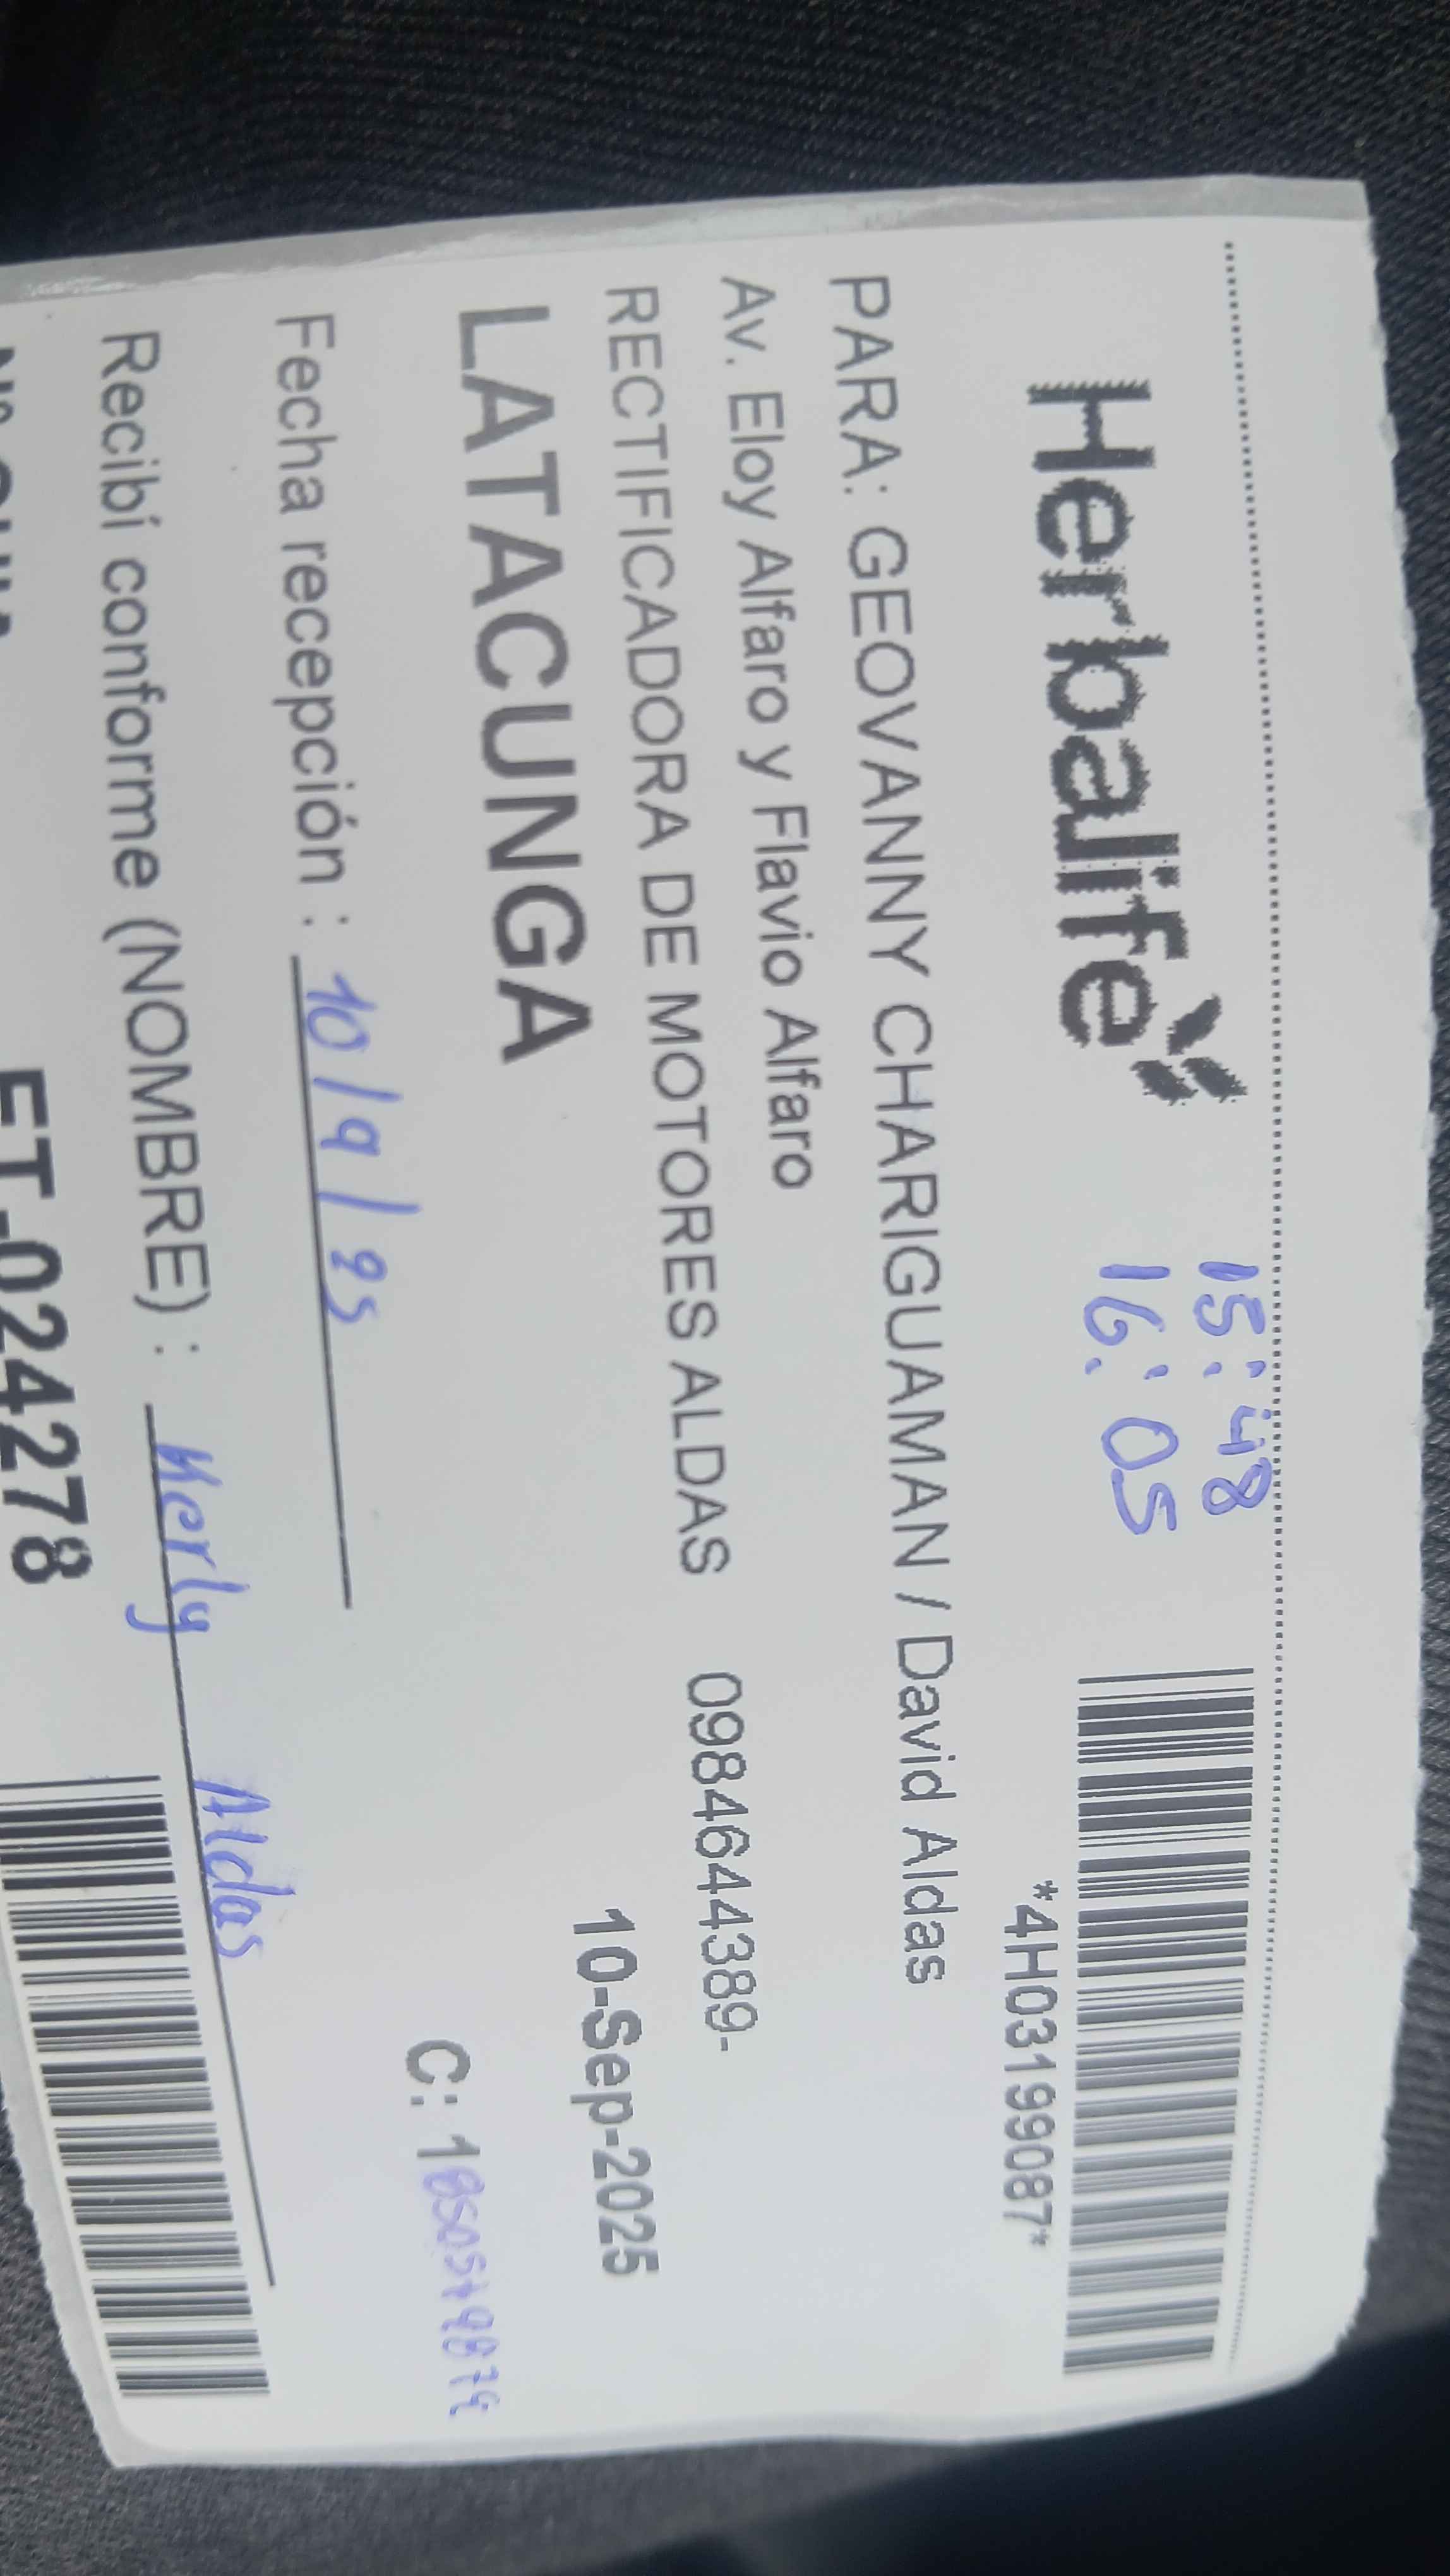 Herbalife
15:48
16:05
*4H03199087*
PARA: GEOVANNY CHARIGUAMAN / David Aldas
Av. Eloy Alfaro y Flavio Alfaro
RECTIFICADORA DE MOTORES ALDAS 0984644389-
LATACUNGA 10-Sep-2025
Fecha recepción : 10/9/25
C:
Recibí conforme (NOMBRE) : Kerly Aldas
ET-024278